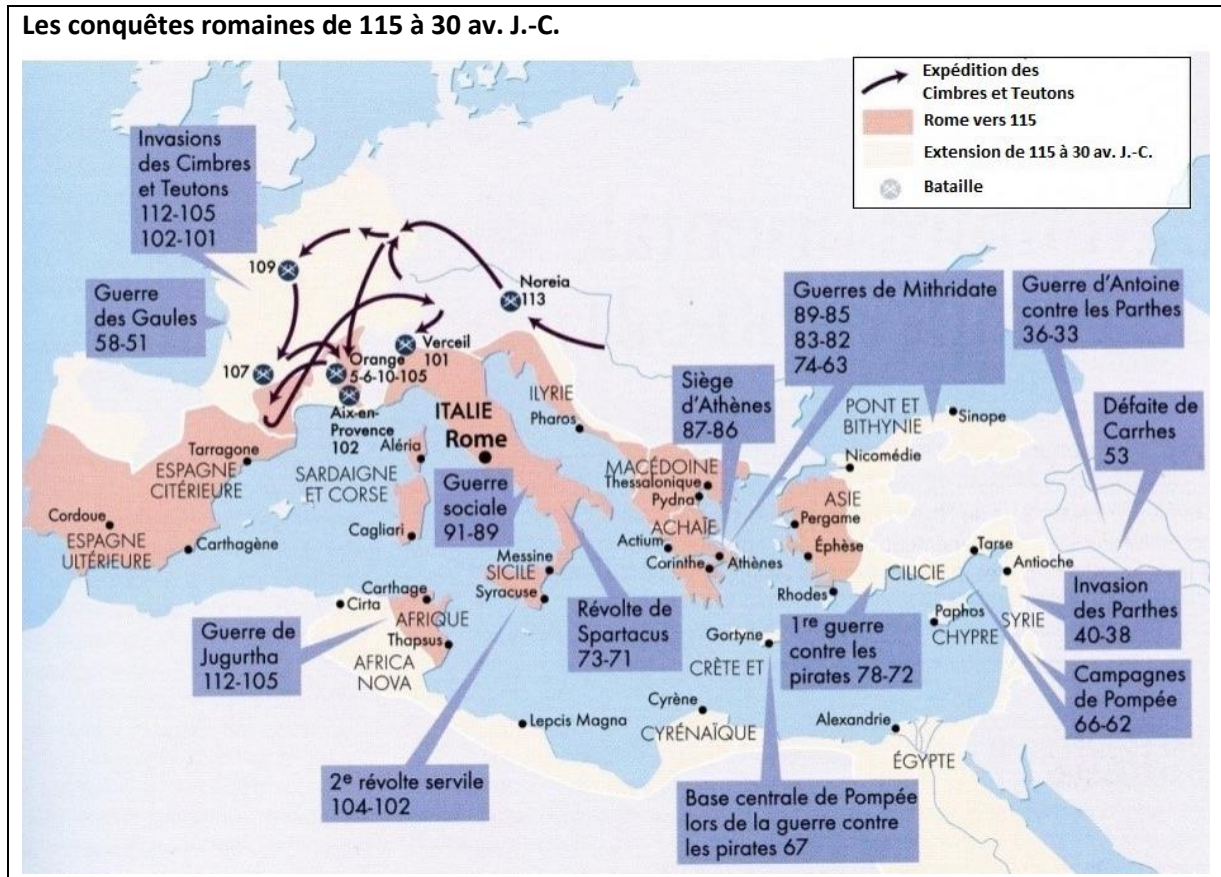 Les conquêtes romaines de 115 à 30 av. J.-C.
Expédition des
Cimbres et Teutons
Rome vers 115
Extension de 115 à 30 av. J.-C.
Bataille
Invasions
des Cimbres
et Teutons
112-105
102-101
Guerre
des Gaules
58-51
109
107
Noreia
113
Verceil
101
Orange
5-6-10-105
Aix-en-
Provence
102
ITALIE
Rome
Guerre
sociale
91-89
ILYRIE
Pharos
Aléria
SARDAIGNE
ET CORSE
Cagliari
Tarragone
ESPAGNE
CITÉRIEURE
Cordoue
ESPAGNE
UITÉRIEURE
Carthagène
Messine
SICILE
Syracuse
Carthage
Cirta
AFRIQUE
Thapsus
AFRICA
NOVA
Guerre de
Jugurtha
112-105
2e révolte servile
104-102
Révolte de
Spartacus
73-71
Lepcis Magna
MACÉDOINE
Thessalonique
Pydna
ACHAÏE
Actium
Corinthe
Athènes
Siège
d'Athènes
87-86
Guerres de Mithridate
89-85
83-82
74-63
Guerre d'Antoine
contre les Parthes
36-33
Défaite de
Carrhes
53
PONT ET
BITHYNIE
Sinope
Nicomédie
ASIE
Pergame
Éphèse
Rhodes
CILICIE
Tarse
Antioche
SYRIE
Paphos
CHYPRE
Invasion
des Parthes
40-38
Campagnes
de Pompée
66-62
1re guerre
contre les
pirates 78-72
Gortyne
CRÈTE ET
Cyrène
CYRÉNAÏQUE
Alexandrie
ÉGYPTE
Base centrale de Pompée
lors de la guerre contre
les pirates 67